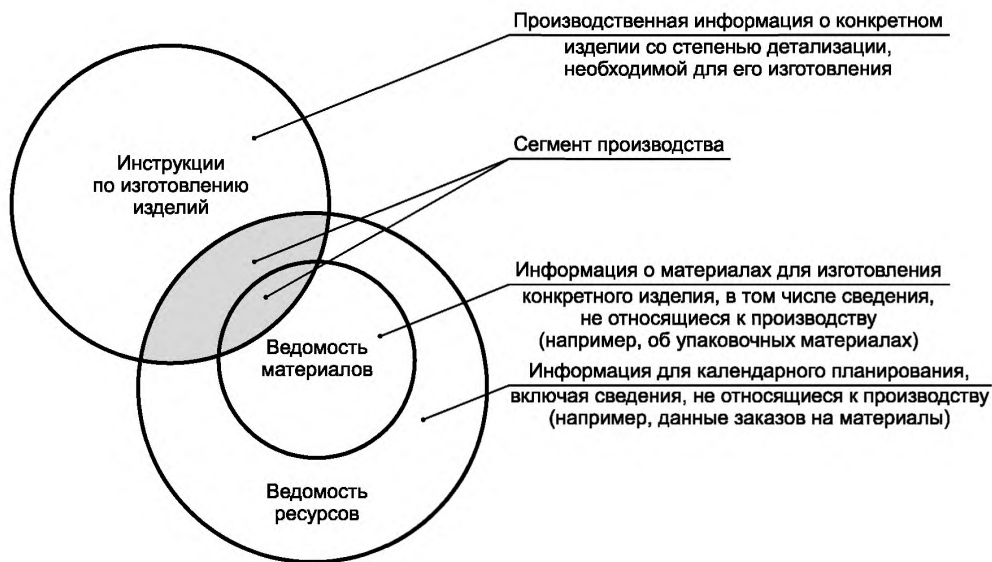 Производственная информация о конкретном
изделии со степенью детализации,
необходимой для его изготовления
Сегмент производства
Инструкции
по изготовлению
изделий
Информация о материалах для изготовления
конкретного изделия, в том числе сведения,
не относящиеся к производству
(например, об упаковочных материалах)
Ведомость
материалов
Информация для календарного планирования,
включая сведения, не относящиеся к производству
(например, данные заказов на материалы)
Ведомость
ресурсов